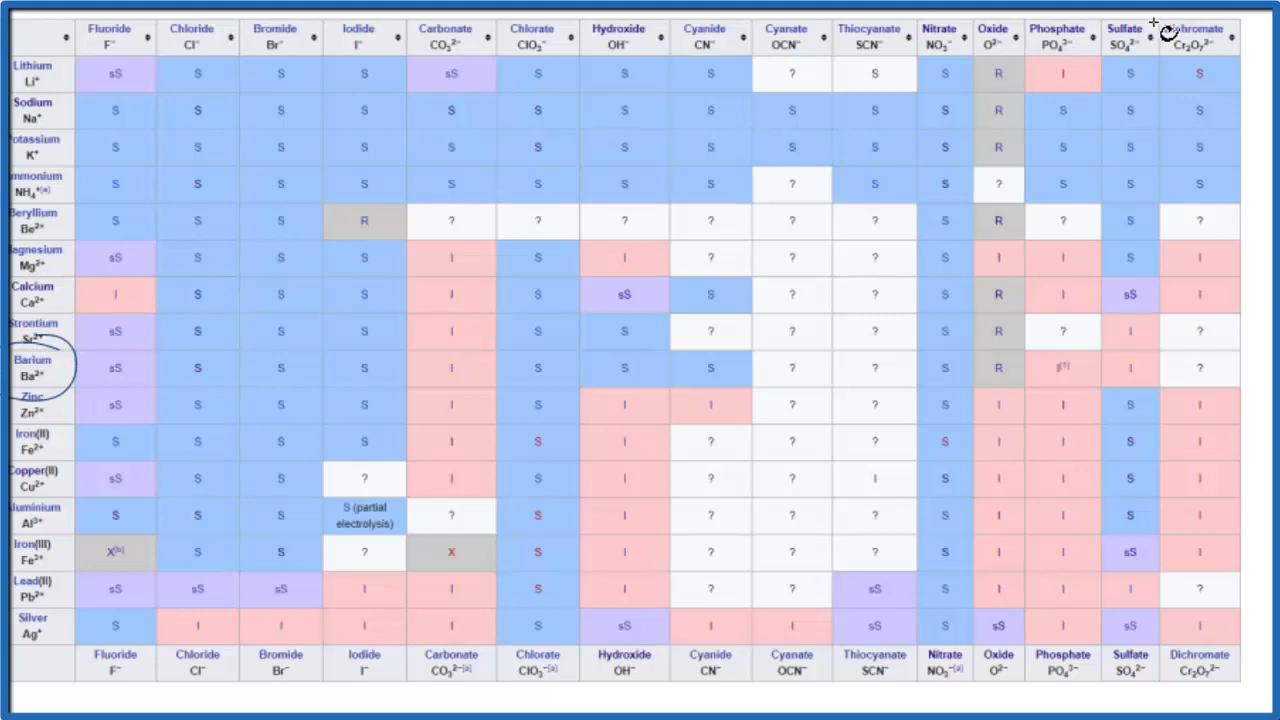 Fluoride Chloride Bromide Iodide Carbonate Chlorate Hydroxide Cyanide Cyanate Thiocyanate Nitrate Oxide Phosphate Sulfate chromate
F⁻ Cl⁻ Br⁻ I⁻ CO₃²⁻ ClO₃⁻ OH⁻ CN⁻ OCN⁻ SCN⁻ NO₃⁻ O²⁻ PO₄³⁻ SO₄²⁻ Cr₂O₇²⁻
Lithium
Li⁺ sS S S S sS S S S ? S S R I S S
Sodium
Na⁺ S S S S S S S S S S S R S S S
otassium
K⁺ S S S S S S S S S S S R S S S
mmonium
NH₄⁺[a] S S S S S S S S ? S S ? S S S
Beryllium
Be²⁺ S S S R ? ? ? ? ? ? S R ? S ?
lagnesium
Mg²⁺ sS S S S I S I ? ? ? S I I S I
Calcium
Ca²⁺ I S S S I S sS S ? ? S R I sS I
Strontium
Sr²⁺ sS S S S I S S ? ? ? S R ? I ?
Barium
Ba²⁺ sS S S S I S S S ? ? S R I[1] I ?
Zinc
Zn²⁺ sS S S S I S I I ? ? S I I S I
Iron(II)
Fe²⁺ S S S S I S I ? ? ? S I I S I
Copper(II)
Cu²⁺ sS S S ? I S I ? ? I S I I S I
luminium
Al³⁺ S S S S (partial electrolysis) ? S I ? ? ? S I I S I
Iron(III)
Fe³⁺ X[b] S S ? X S I ? ? ? S I I sS I
Lead(II)
Pb²⁺ sS sS sS I I S I ? ? sS S I I I ?
Silver
Ag⁺ S I I I I S sS I I sS S sS I sS I
Fluoride Chloride Bromide Iodide Carbonate Chlorate Hydroxide Cyanide Cyanate Thiocyanate Nitrate Oxide Phosphate Sulfate Dichromate
F⁻ Cl⁻ Br⁻ I⁻ CO₃²⁻[a] ClO₃⁻[a] OH⁻ CN⁻ OCN⁻ SCN⁻ NO₃⁻[a] O²⁻ PO₄³⁻ SO₄²⁻ Cr₂O₇²⁻